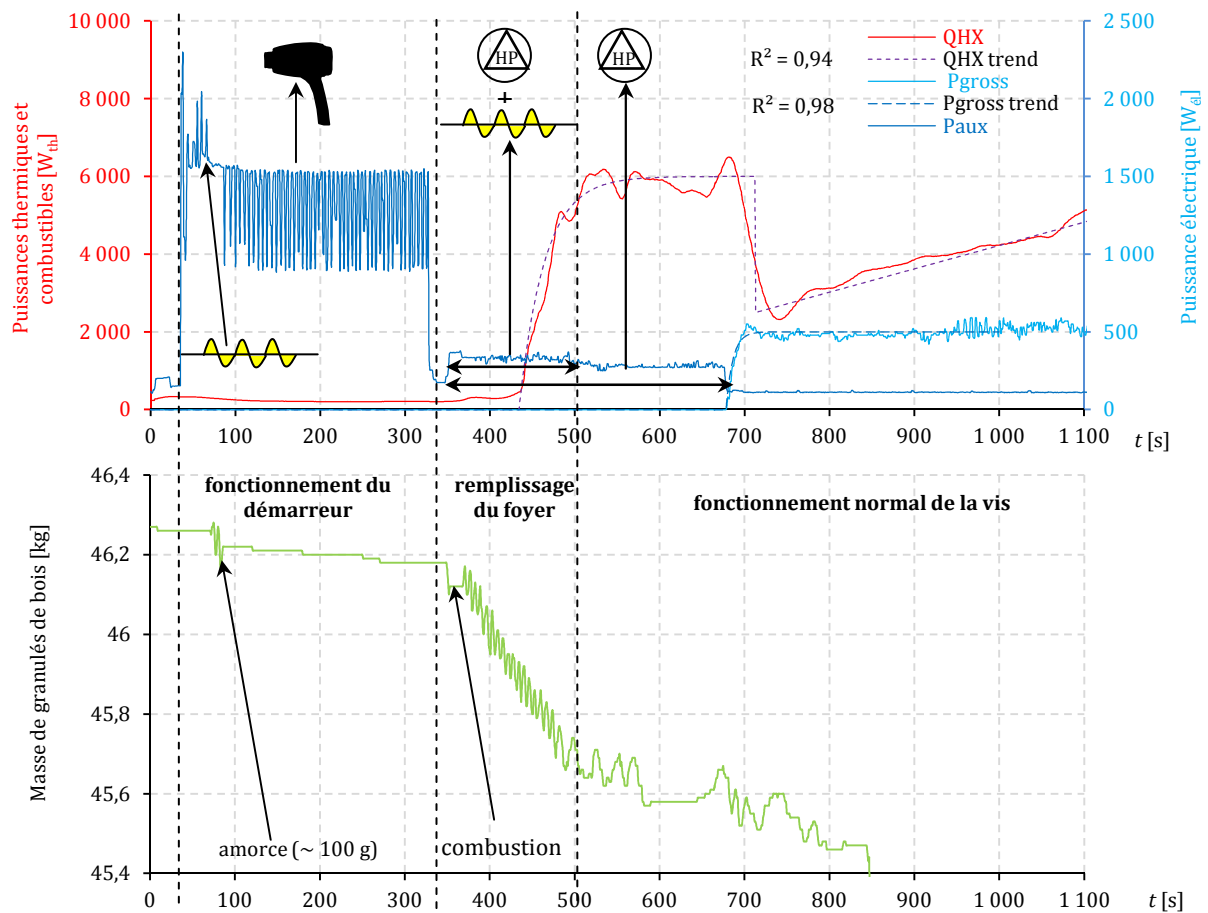 10 000
8 000
6 000
4 000
2 000
0
Puissances thermiques et
combustibles [Wth]
HP
+
HP
R² = 0,94
R² = 0,98
QHX
QHX trend
Pgross
Pgross trend
Paux
2 500
2 000
1 500
1 000
500
0
Puissance électrique [Wél]
0 100 200 300 400 500 600 700 800 900 1 000 1 100
t [s]
46,4
46,2
46
45,8
45,6
45,4
Masse de granulés de bois [kg]
fonctionnement du
démarreur
remplissage
du foyer
fonctionnement normal de la vis
amorce (~ 100 g)
combustion
0 100 200 300 400 500 600 700 800 900 1 000 1 100
t [s]